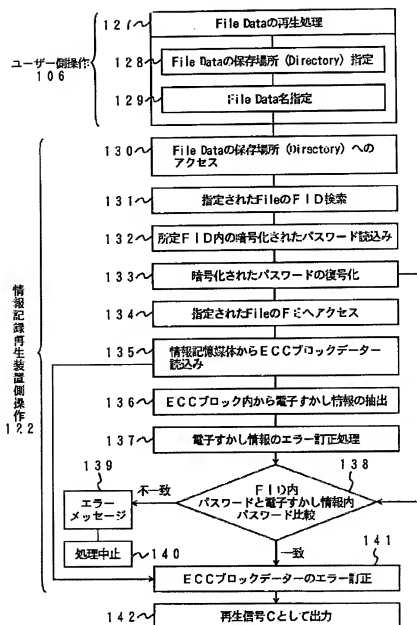 127
File Dataの再生処理
ユーザー側操作
106
128
File Dataの保存場所(Directory)指定
129
File Data名指定
130
File Dataの保存場所(Directory)への
アクセス
131
指定されたFileのFID検索
132
所定FID内の暗号化されたパスワード読込み
133
暗号化されたパスワードの復号化
134
指定されたFileのFEへアクセス
135
情報記憶媒体からECCブロックデーター
読込み
情報記録再生装置側操作
122
136
ECCブロック内から電子すかし情報の抽出
137
電子すかし情報のエラー訂正処理
138
FID内
パスワードと電子すかし情報内
パスワード比較
139
不一致
エラー
メッセージ
処理中止
140
一致
141
ECCブロックデーターのエラー訂正
142
再生信号Cとして出力